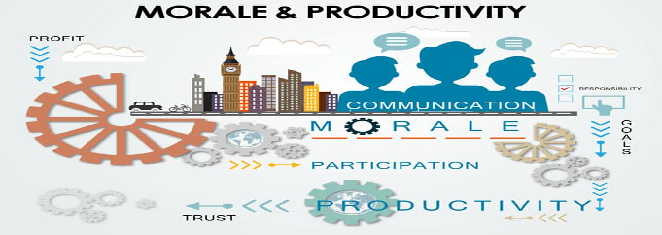 MORALE & PRODUCTIVITY
PROFIT
RESPONSIBILITY
COMMUNICATION
MORALE
GOALS
PARTICIPATION
PRODUCTIVITY
TRUST